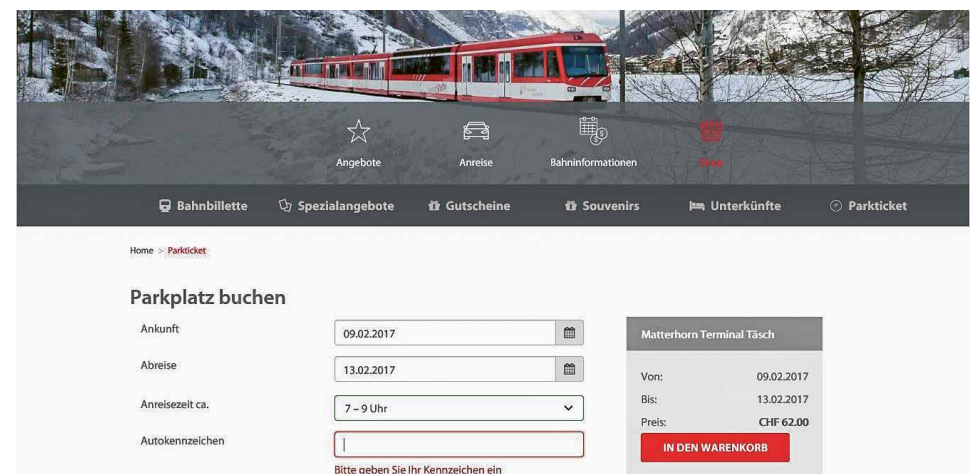 Angebote Anreise Bahninformationen Shop
Bahnbillette Spezialangebote Gutscheine Souvenirs Unterkünfte Parkticket
Home > Parkticket
Parkplatz buchen
Ankunft 09.02.2017
Abreise 13.02.2017
Anreisezeit ca. 7 – 9 Uhr
Autokennzeichen
Bitte geben Sie Ihr Kennzeichen ein
Matterhorn Terminal Täsch
Von: 09.02.2017
Bis: 13.02.2017
Preis: CHF 62.00
IN DEN WARENKORB